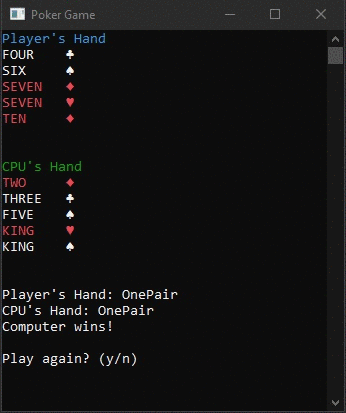 Poker Game
Player's Hand
FOUR ♣
SIX ♠
SEVEN ♦
SEVEN ♥
TEN ♦
CPU's Hand
TWO ♦
THREE ♣
FIVE ♠
KING ♥
KING ♠
Player's Hand: OnePair
CPU's Hand: OnePair
Computer wins!
Play again? (y/n)